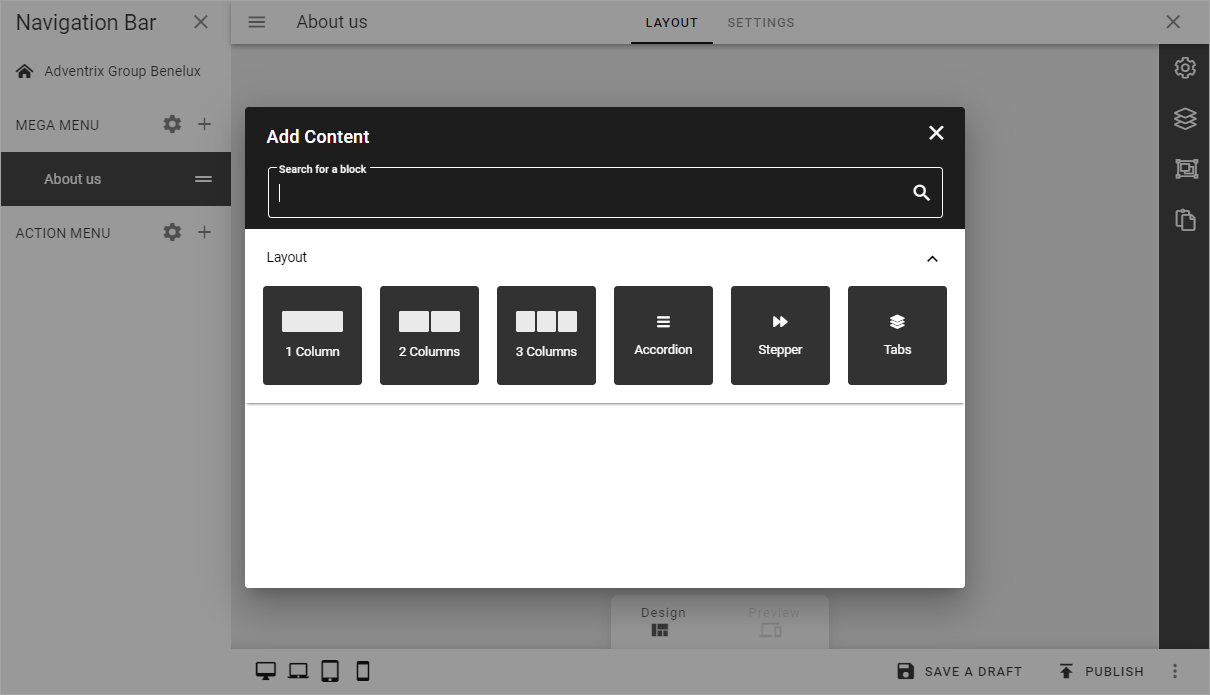 Navigation Bar
About us
LAYOUT
SETTINGS
Adventrix Group Benelux
MEGA MENU
About us
ACTION MENU
Add Content
Search for a block
Layout
1 Column
2 Columns
3 Columns
Accordion
Stepper
Tabs
Design
Preview
SAVE A DRAFT
PUBLISH